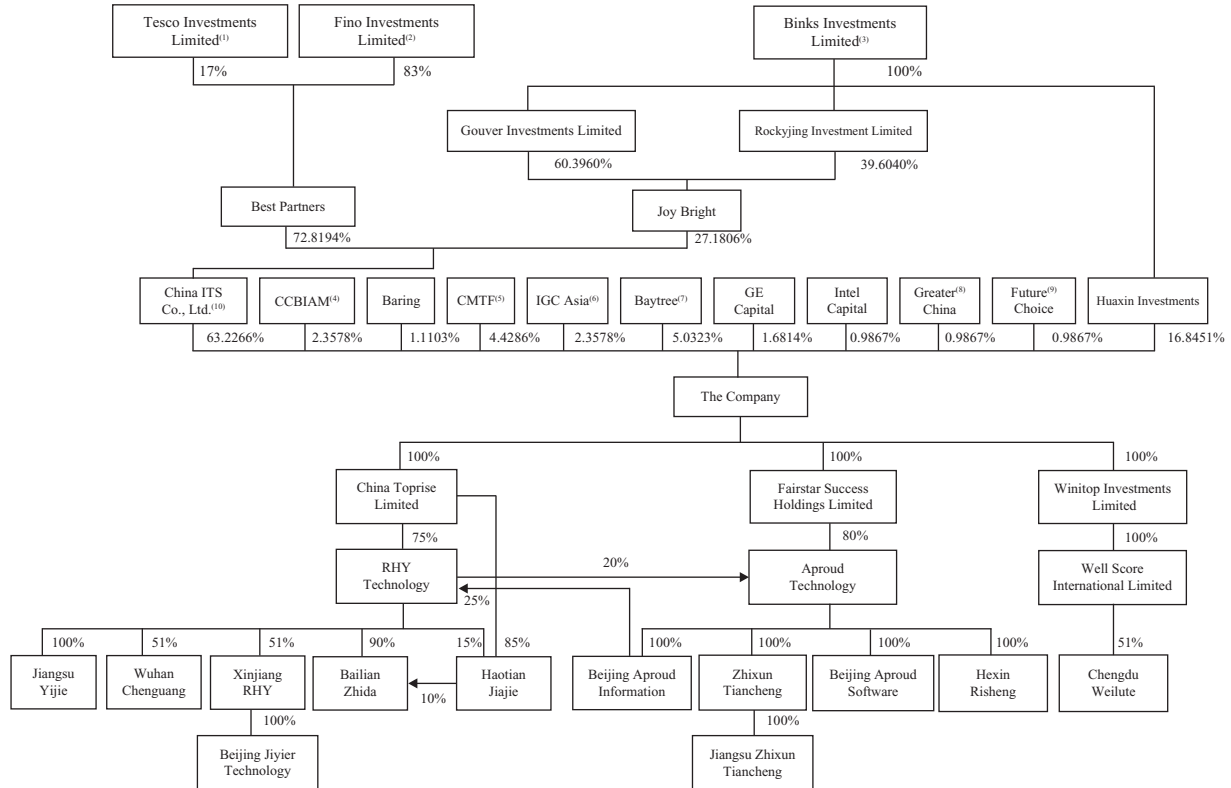 Tesco Investments
Limited(1)
Fino Investments
Limited(2)
Binks Investments
Limited(3)
17%
83%
100%
Gouver Investments Limited
Rockyjing Investment Limited
60.3960%
39.6040%
Best Partners
Joy Bright
72.8194%
27.1806%
China ITS
Co., Ltd.(10)
CCBIAM(4)
Baring
CMTF(5)
IGC Asia(6)
Baytree(7)
GE
Capital
Intel
Capital
Greater(8)
China
Future(9)
Choice
Huaxin Investments
63.2266%
2.3578%
1.1103%
4.4286%
2.3578%
5.0323%
1.6814%
0.9867%
0.9867%
0.9867%
16.8451%
The Company
100%
100%
100%
China Toprise
Limited
Fairstar Success
Holdings Limited
Winitop Investments
Limited
75%
80%
100%
RHY
Technology
20%
25%
Aproud
Technology
Well Score
International Limited
100%
51%
51%
90%
15%
85%
100%
100%
100%
100%
51%
Jiangsu
Yijie
Wuhan
Chenguang
Xinjiang
RHY
Bailian
Zhida
10%
Haotian
Jiajie
Beijing Aproud
Information
Zhixun
Tiancheng
Beijing Aproud
Software
Hexin
Risheng
Chengdu
Weilute
100%
100%
Beijing Jiyier
Technology
Jiangsu Zhixun
Tiancheng